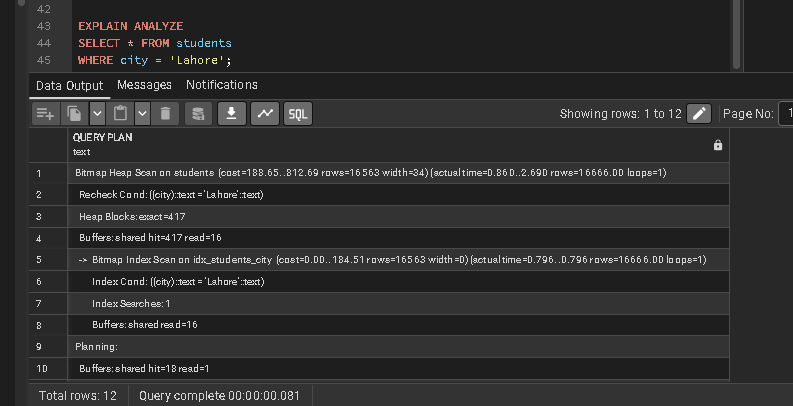 42
43 EXPLAIN ANALYZE
44 SELECT * FROM students
45 WHERE city = 'Lahore';
Data Output Messages Notifications
SQL Showing rows: 1 to 12 Page No: 1
QUERY PLAN
text
1 Bitmap Heap Scan on students (cost=188.65..812.69 rows=16563 width=34) (actual time=0.860..2.690 rows=16666.00 loops=1)
2 Recheck Cond: ((city)::text = 'Lahore'::text)
3 Heap Blocks: exact=417
4 Buffers: shared hit=417 read=16
5 -> Bitmap Index Scan on idx_students_city (cost=0.00..184.51 rows=16563 width=0) (actual time=0.796..0.796 rows=16666.00 loops=1)
6 Index Cond: ((city)::text = 'Lahore'::text)
7 Index Searches: 1
8 Buffers: shared read=16
9 Planning:
10 Buffers: shared hit=18 read=1
Total rows: 12 Query complete 00:00:00.081